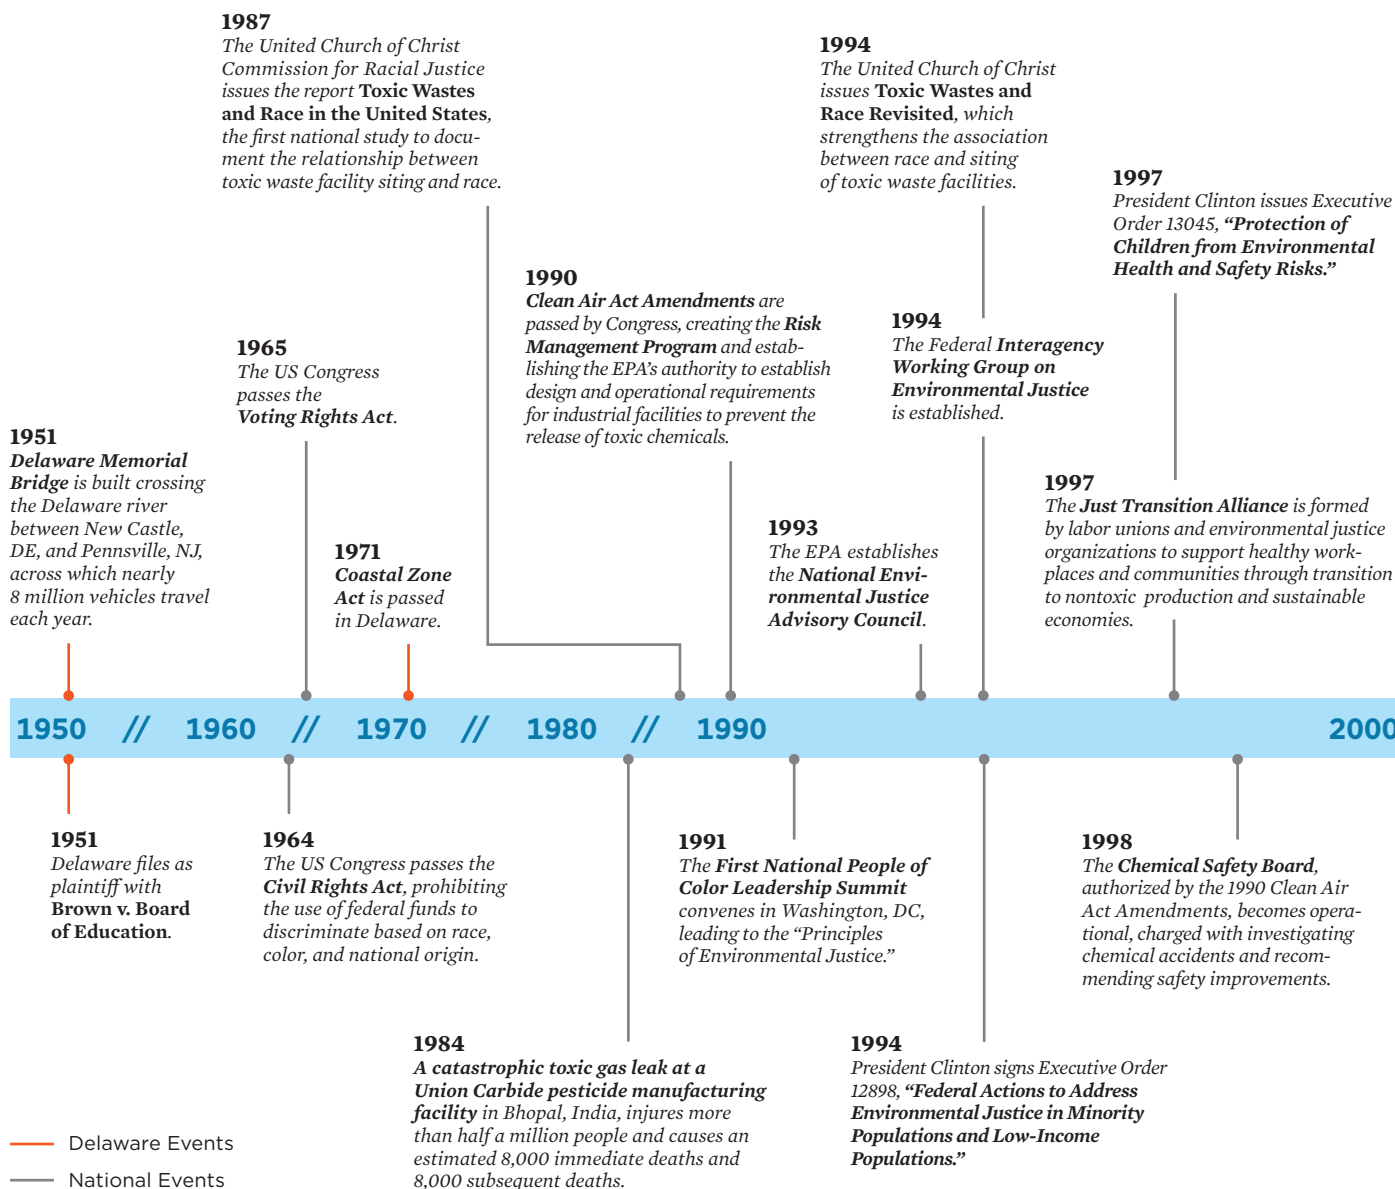 1987
The United Church of Christ
Commission for Racial Justice
issues the report Toxic Wastes
and Race in the United States,
the first national study to docu-
ment the relationship between
toxic waste facility siting and race.
1994
The United Church of Christ
issues Toxic Wastes and
Race Revisited, which
strengthens the association
between race and siting
of toxic waste facilities.
1997
President Clinton issues Executive
Order 13045, “Protection of
Children from Environmental
Health and Safety Risks.”
1990
Clean Air Act Amendments are
passed by Congress, creating the Risk
Management Program and estab-
lishing the EPA’s authority to establish
design and operational requirements
for industrial facilities to prevent the
release of toxic chemicals.
1994
The Federal Interagency
Working Group on
Environmental Justice
is established.
1965
The US Congress
passes the
Voting Rights Act.
1951
Delaware Memorial
Bridge is built crossing
the Delaware river
between New Castle,
DE, and Pennsville, NJ,
across which nearly
8 million vehicles travel
each year.
1971
Coastal Zone
Act is passed
in Delaware.
1993
The EPA establishes
the National Envi-
ronmental Justice
Advisory Council.
1997
The Just Transition Alliance is formed
by labor unions and environmental justice
organizations to support healthy work-
places and communities through transition
to nontoxic production and sustainable
economies.
1950 // 1960 // 1970 // 1980 // 1990 2000
1951
Delaware files as
plaintiff with
Brown v. Board
of Education.
1964
The US Congress passes the
Civil Rights Act, prohibiting
the use of federal funds to
discriminate based on race,
color, and national origin.
1991
The First National People of
Color Leadership Summit
convenes in Washington, DC,
leading to the “Principles
of Environmental Justice.”
1998
The Chemical Safety Board,
authorized by the 1990 Clean Air
Act Amendments, becomes opera-
tional, charged with investigating
chemical accidents and recom-
mending safety improvements.
1984
A catastrophic toxic gas leak at a
Union Carbide pesticide manufacturing
facility in Bhopal, India, injures more
than half a million people and causes an
estimated 8,000 immediate deaths and
8,000 subsequent deaths.
1994
President Clinton signs Executive Order
12898, “Federal Actions to Address
Environmental Justice in Minority
Populations and Low-Income
Populations.”
Delaware Events
National Events